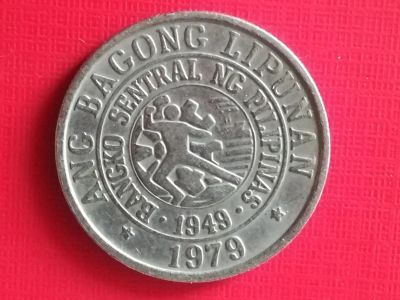 ANG BAGONG LIPUNAN
BANGKO SENTRAL NG PILIPINAS
· 1949 ·
1979